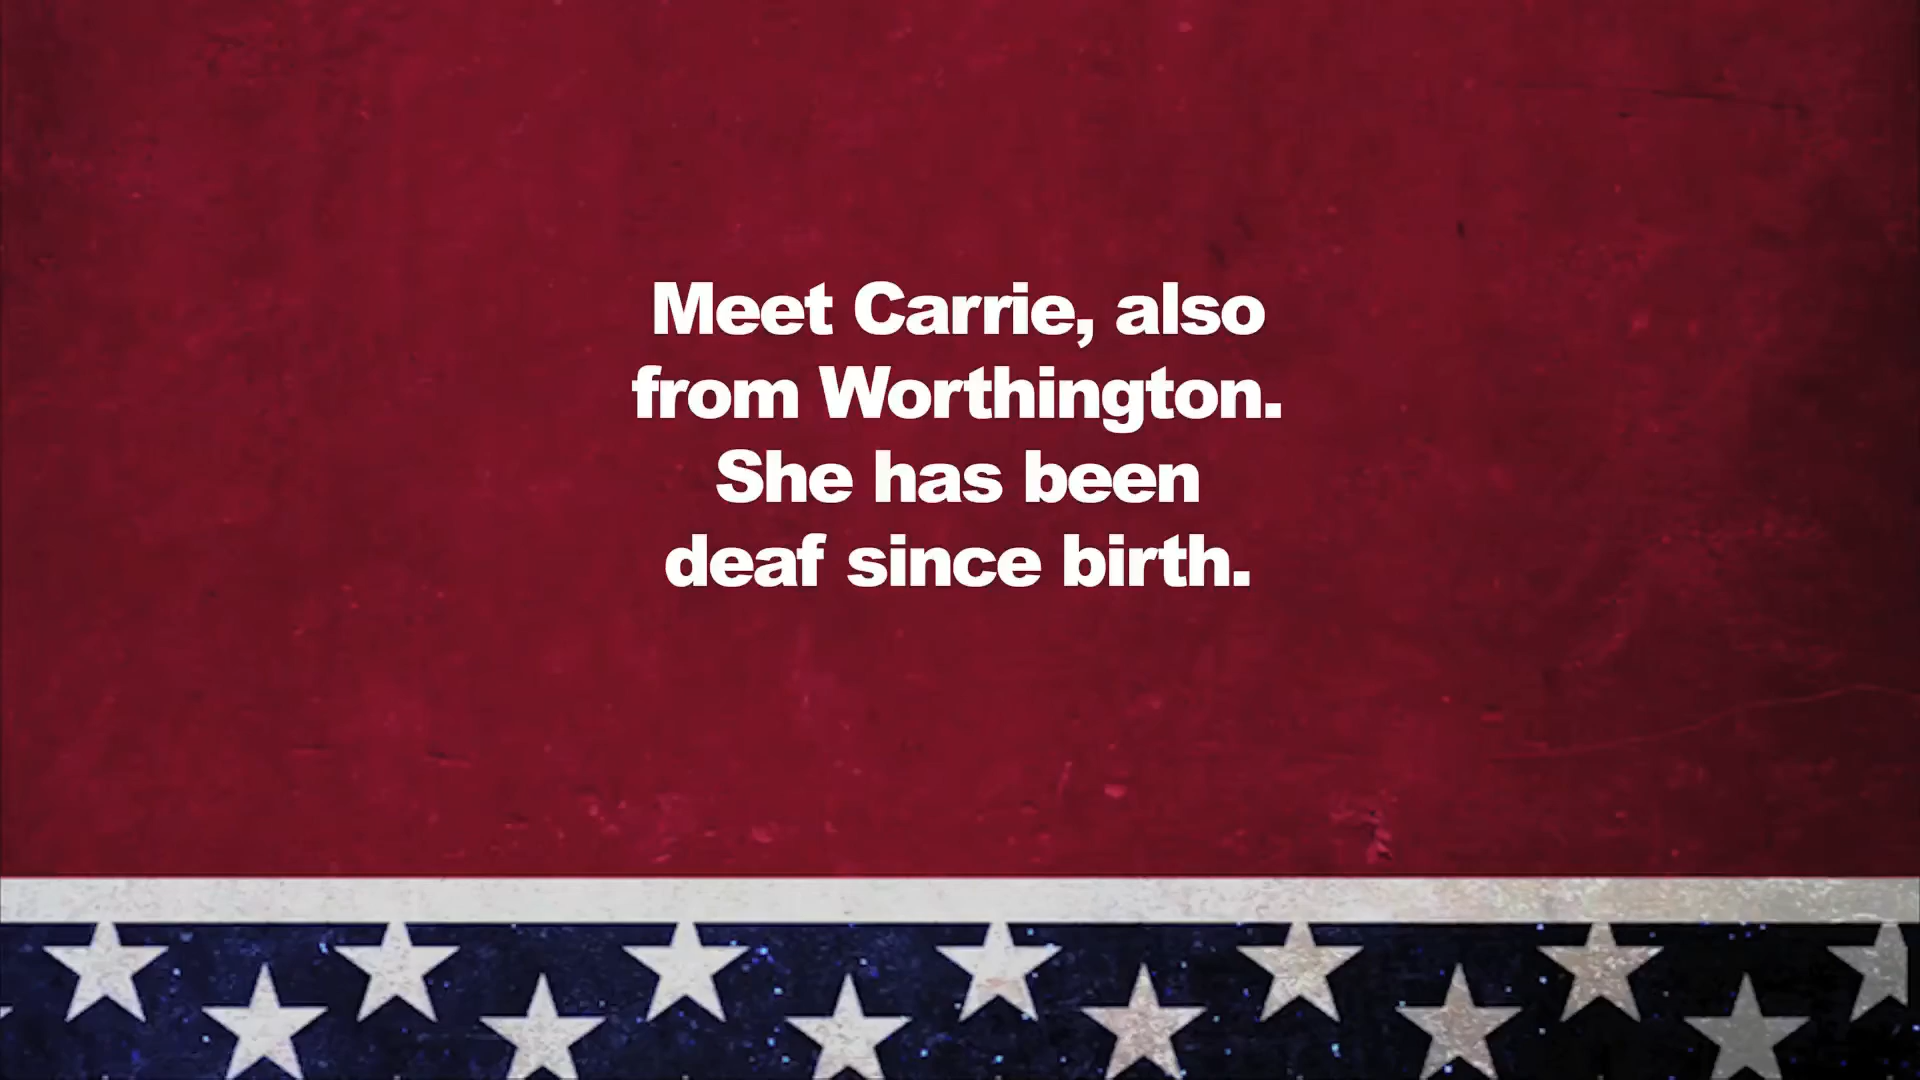 Meet Carrie, also
from Worthington.
She has been
deaf since birth.